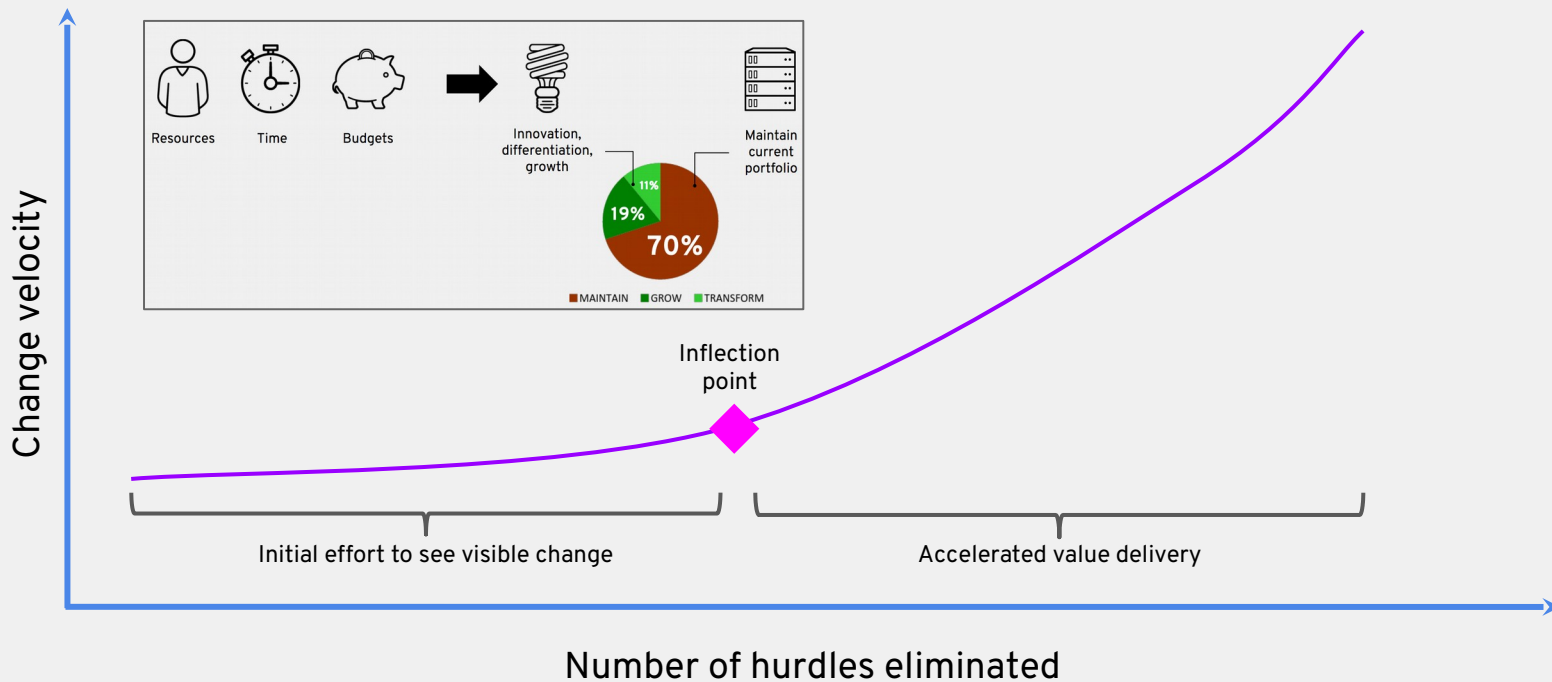 Resources
Time
Budgets
Innovation,
differentiation,
growth
Maintain
current
portfolio
11%
19%
70%
MAINTAIN GROW TRANSFORM
Change velocity
Inflection
point
Initial effort to see visible change
Accelerated value delivery
Number of hurdles eliminated